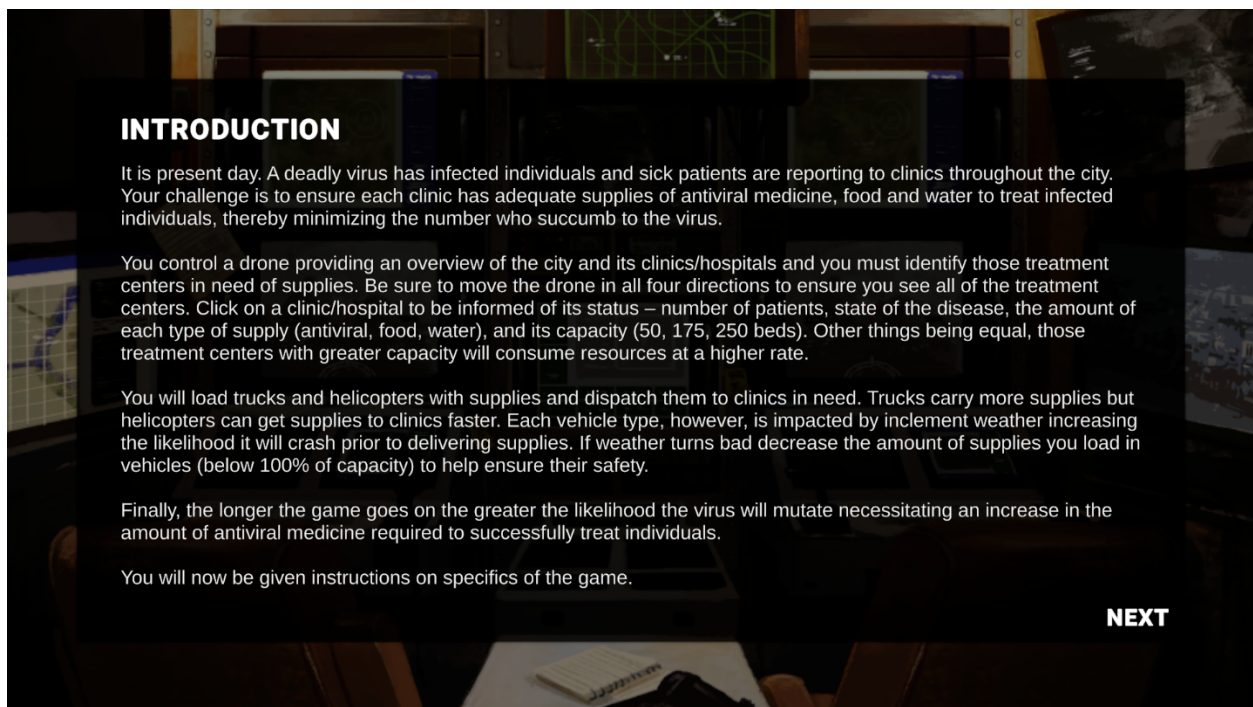 INTRODUCTION
It is present day. A deadly virus has infected individuals and sick patients are reporting to clinics throughout the city.
Your challenge is to ensure each clinic has adequate supplies of antiviral medicine, food and water to treat infected
individuals, thereby minimizing the number who succumb to the virus.
You control a drone providing an overview of the city and its clinics/hospitals and you must identify those treatment
centers in need of supplies. Be sure to move the drone in all four directions to ensure you see all of the treatment
centers. Click on a clinic/hospital to be informed of its status – number of patients, state of the disease, the amount of
each type of supply (antiviral, food, water), and its capacity (50, 175, 250 beds). Other things being equal, those
treatment centers with greater capacity will consume resources at a higher rate.
You will load trucks and helicopters with supplies and dispatch them to clinics in need. Trucks carry more supplies but
helicopters can get supplies to clinics faster. Each vehicle type, however, is impacted by inclement weather increasing
the likelihood it will crash prior to delivering supplies. If weather turns bad decrease the amount of supplies you load in
vehicles (below 100% of capacity) to help ensure their safety.
Finally, the longer the game goes on the greater the likelihood the virus will mutate necessitating an increase in the
amount of antiviral medicine required to successfully treat individuals.
You will now be given instructions on specifics of the game.
NEXT